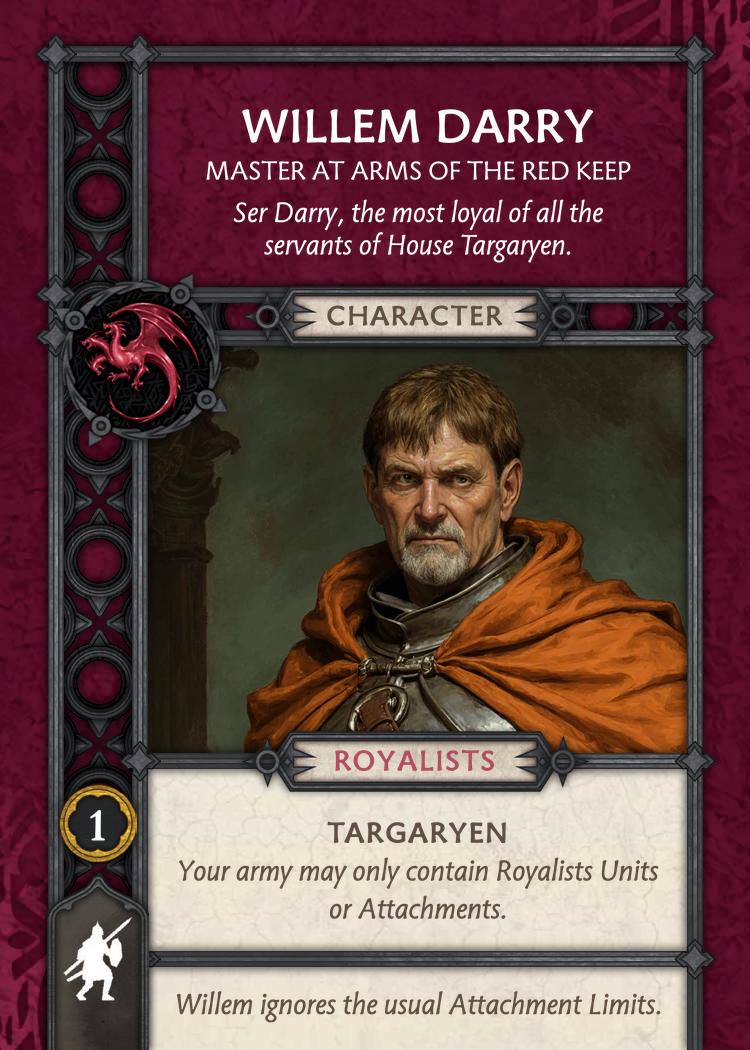 WILLEM DARRY
MASTER AT ARMS OF THE RED KEEP
Ser Darry, the most loyal of all the
servants of House Targaryen.
CHARACTER
ROYALISTS
1
TARGARYEN
Your army may only contain Royalists Units
or Attachments.
Willem ignores the usual Attachment Limits.